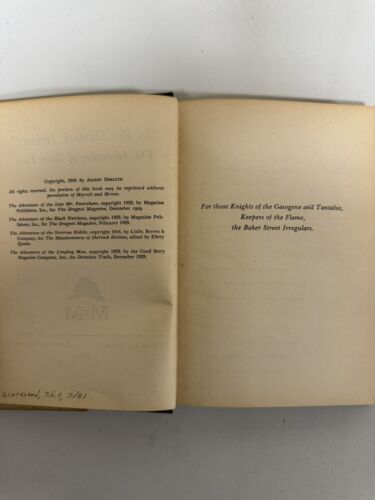 Copyright, 1945 by AUGUST DERLETH
All rights reserved. No portion of this book may be reprinted without
permission of Mycroft and Moran.
The Adventure of the Late Mr. Faversham, copyright 1929, by Magazine
Publishers, Inc., for The Dragnet Magazine, December 1929.
The Adventure of the Black Narcissus, copyright 1929, by Magazine Pub-
lishers, Inc., for The Dragnet Magazine, February 1929.
The Adventure of the Norcross Riddle, copyright 1944, by Little, Brown &
Company, for The Misadventures of Sherlock Holmes, edited by Ellery
Queen.
The Adventure of the Limping Man, copyright 1929, by the Good Story
Magazine Company, Inc., for Detective Trails, December 1929.
For those Knights of the Gasogene and Tantalus,
Keepers of the Flame,
the Baker Street Irregulars.